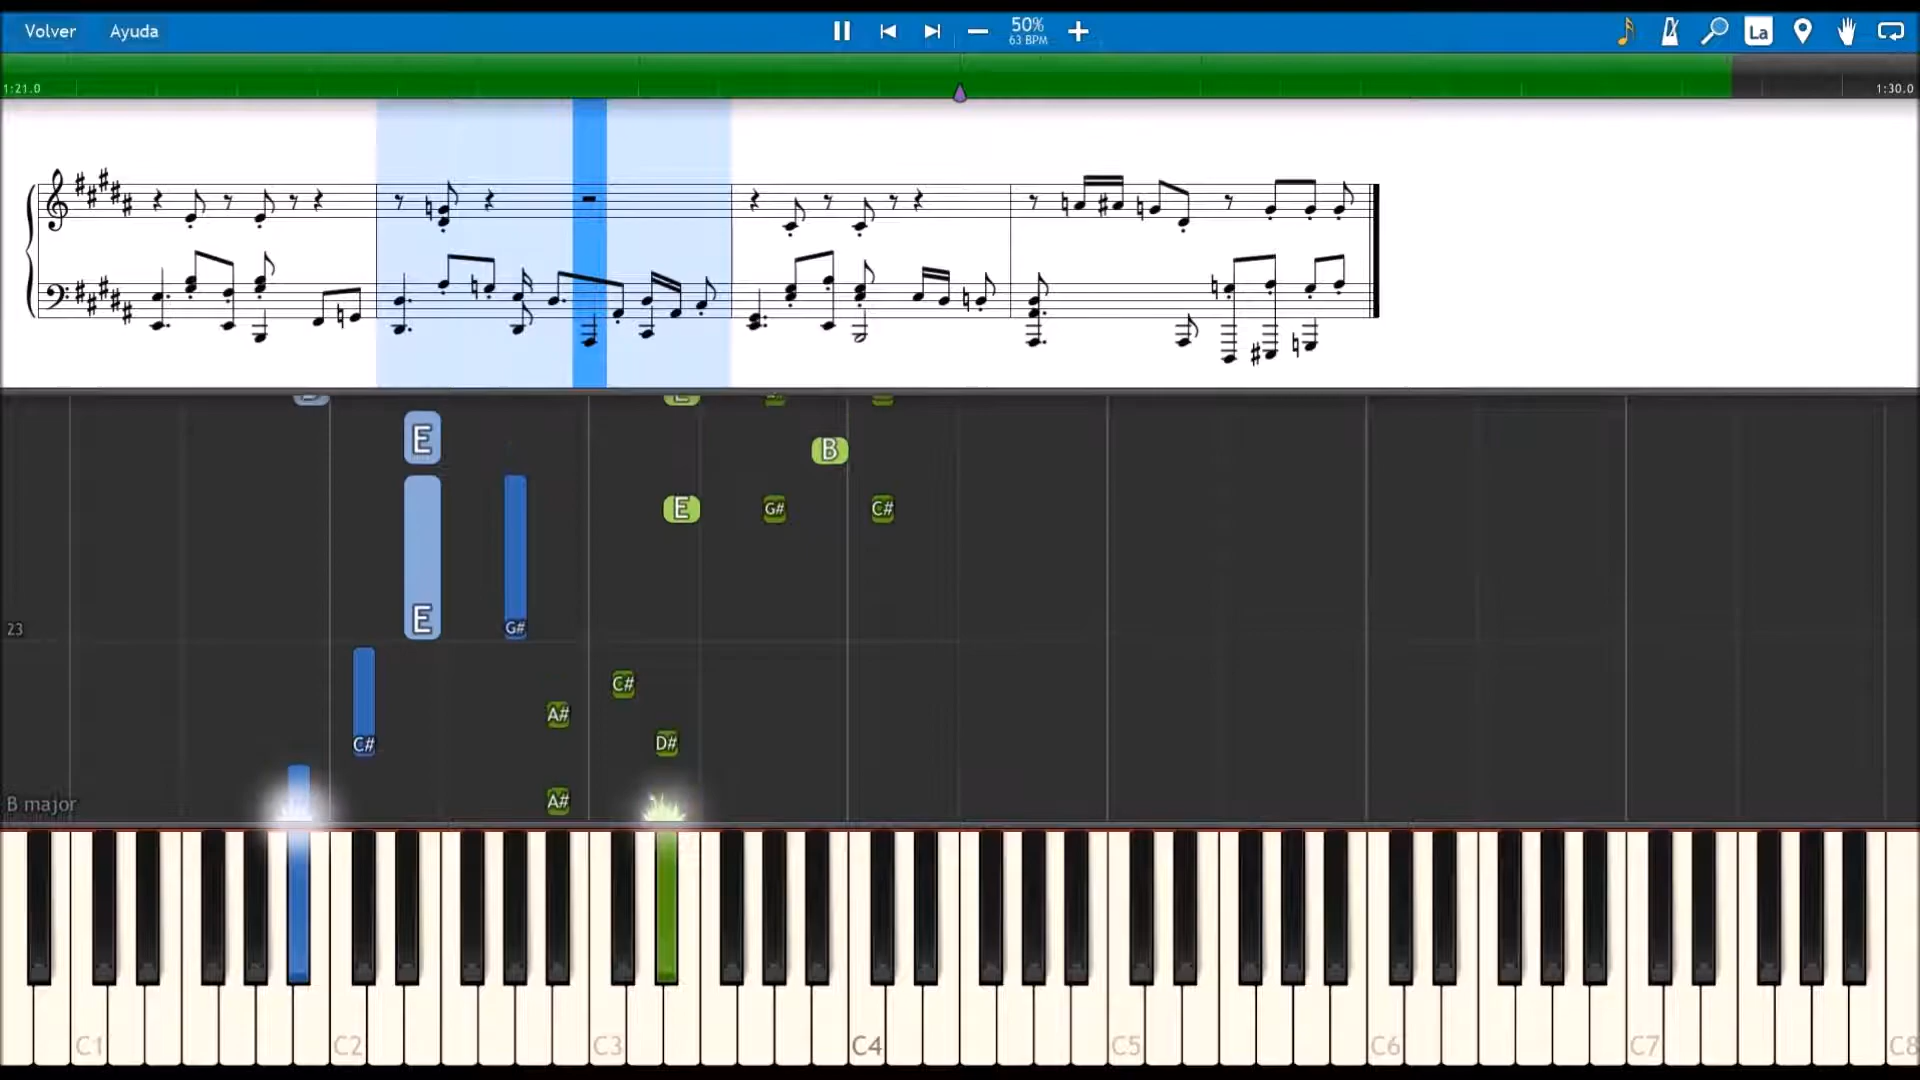 Volver Ayuda 50% La
63 BPM
1:21.0 1:30.0
E
B
E G# C#
E G#
23
C#
A#
C# D#
A#
B major
C1 C2 C3 C4 C5 C6 C7 C8